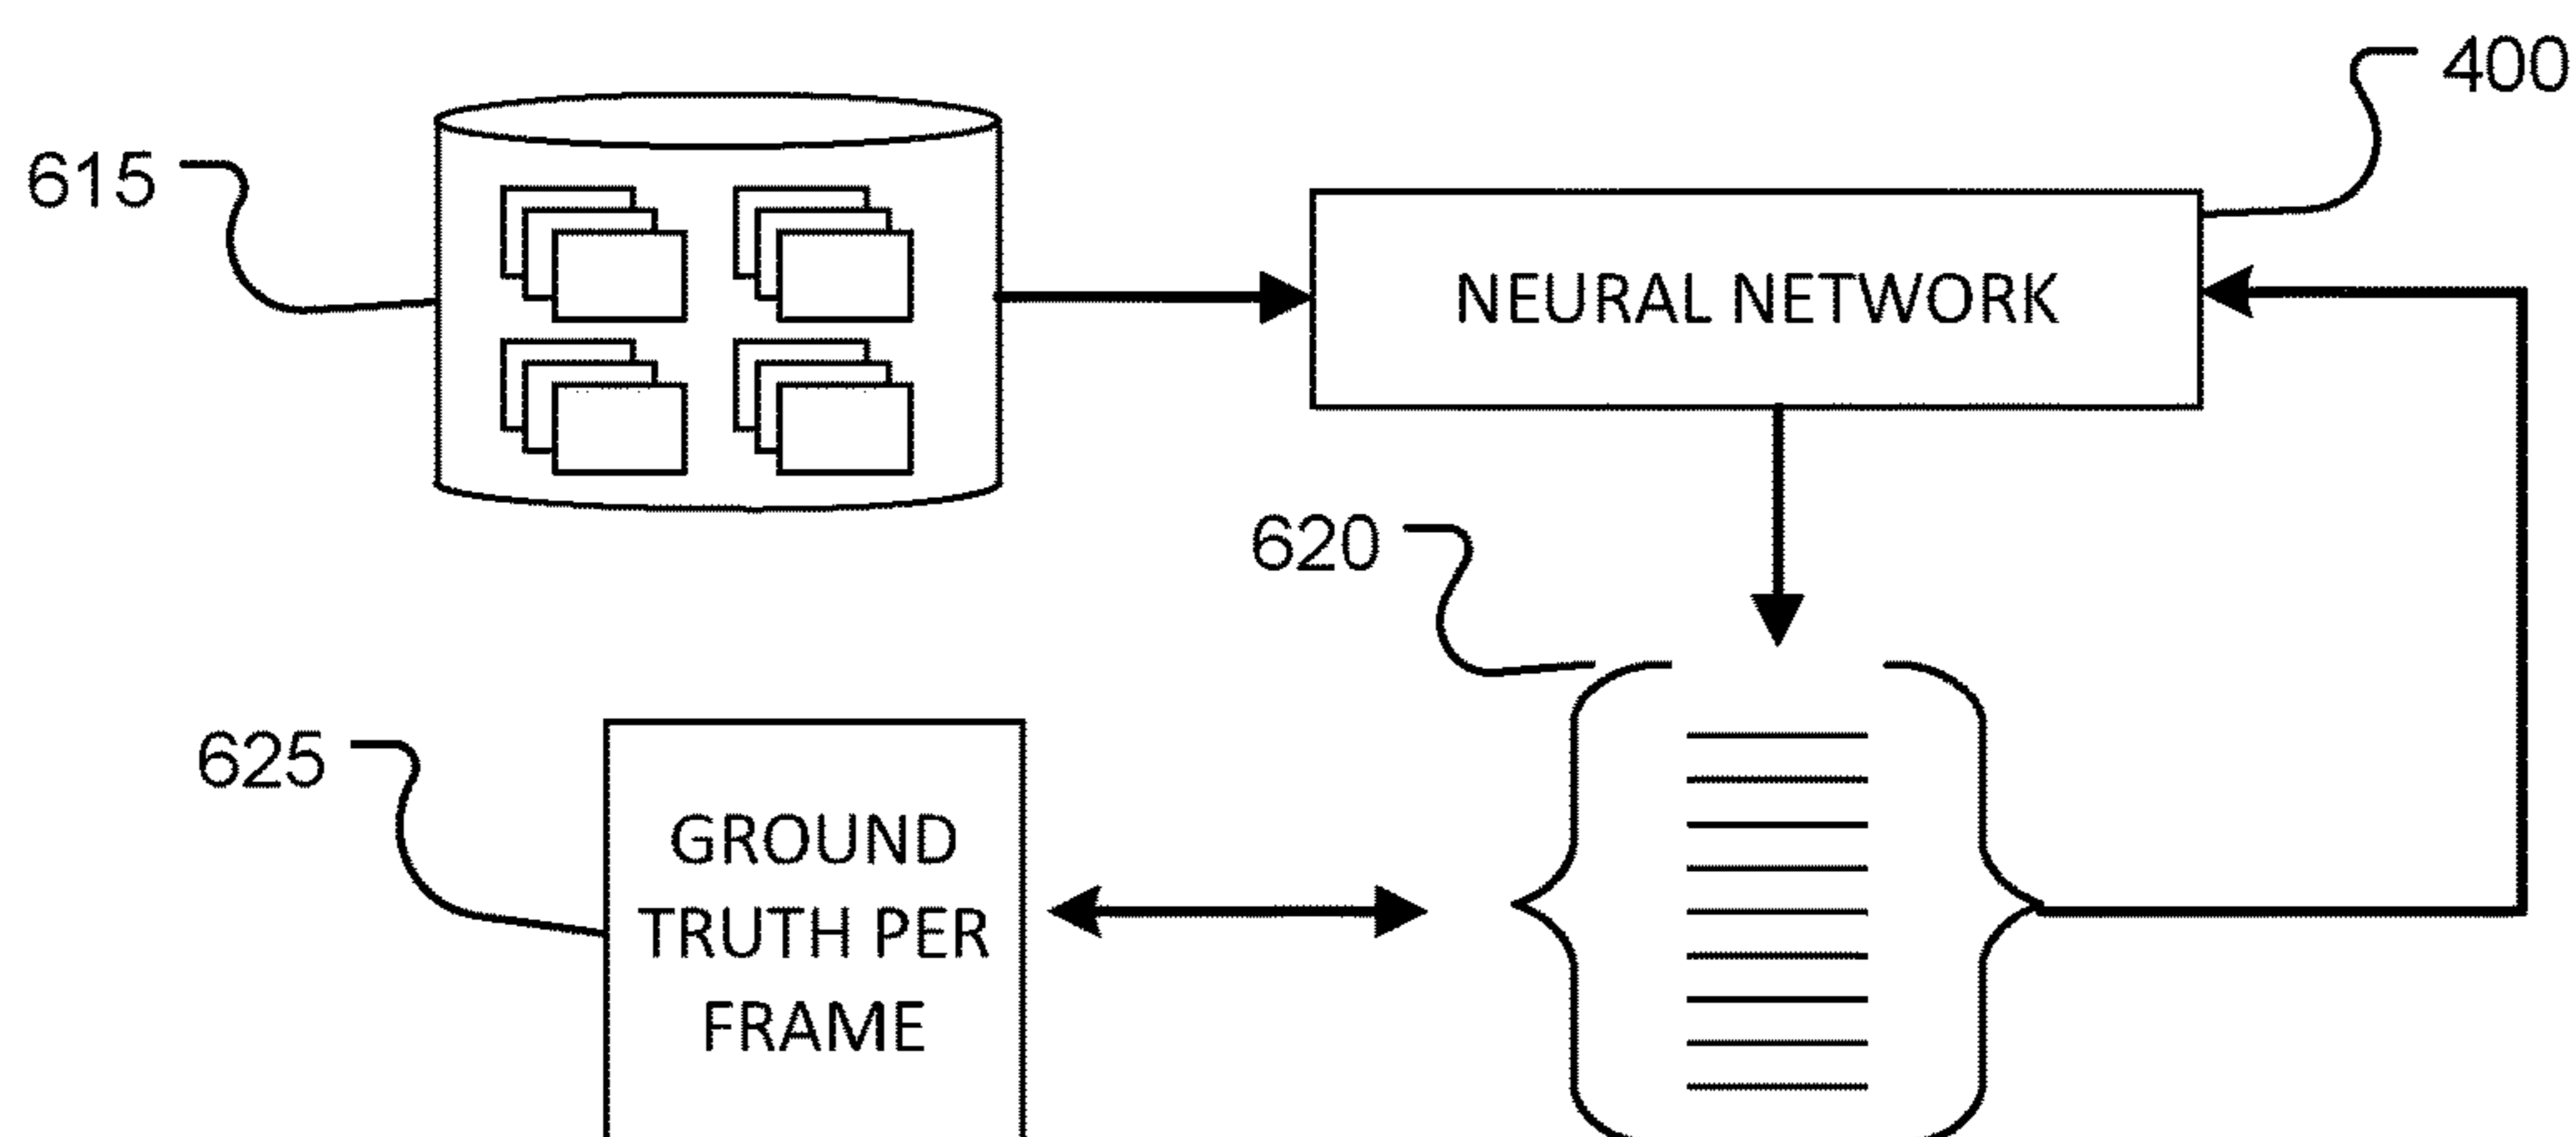 400
615
NEURAL NETWORK
620
625
GROUND
TRUTH PER
FRAME